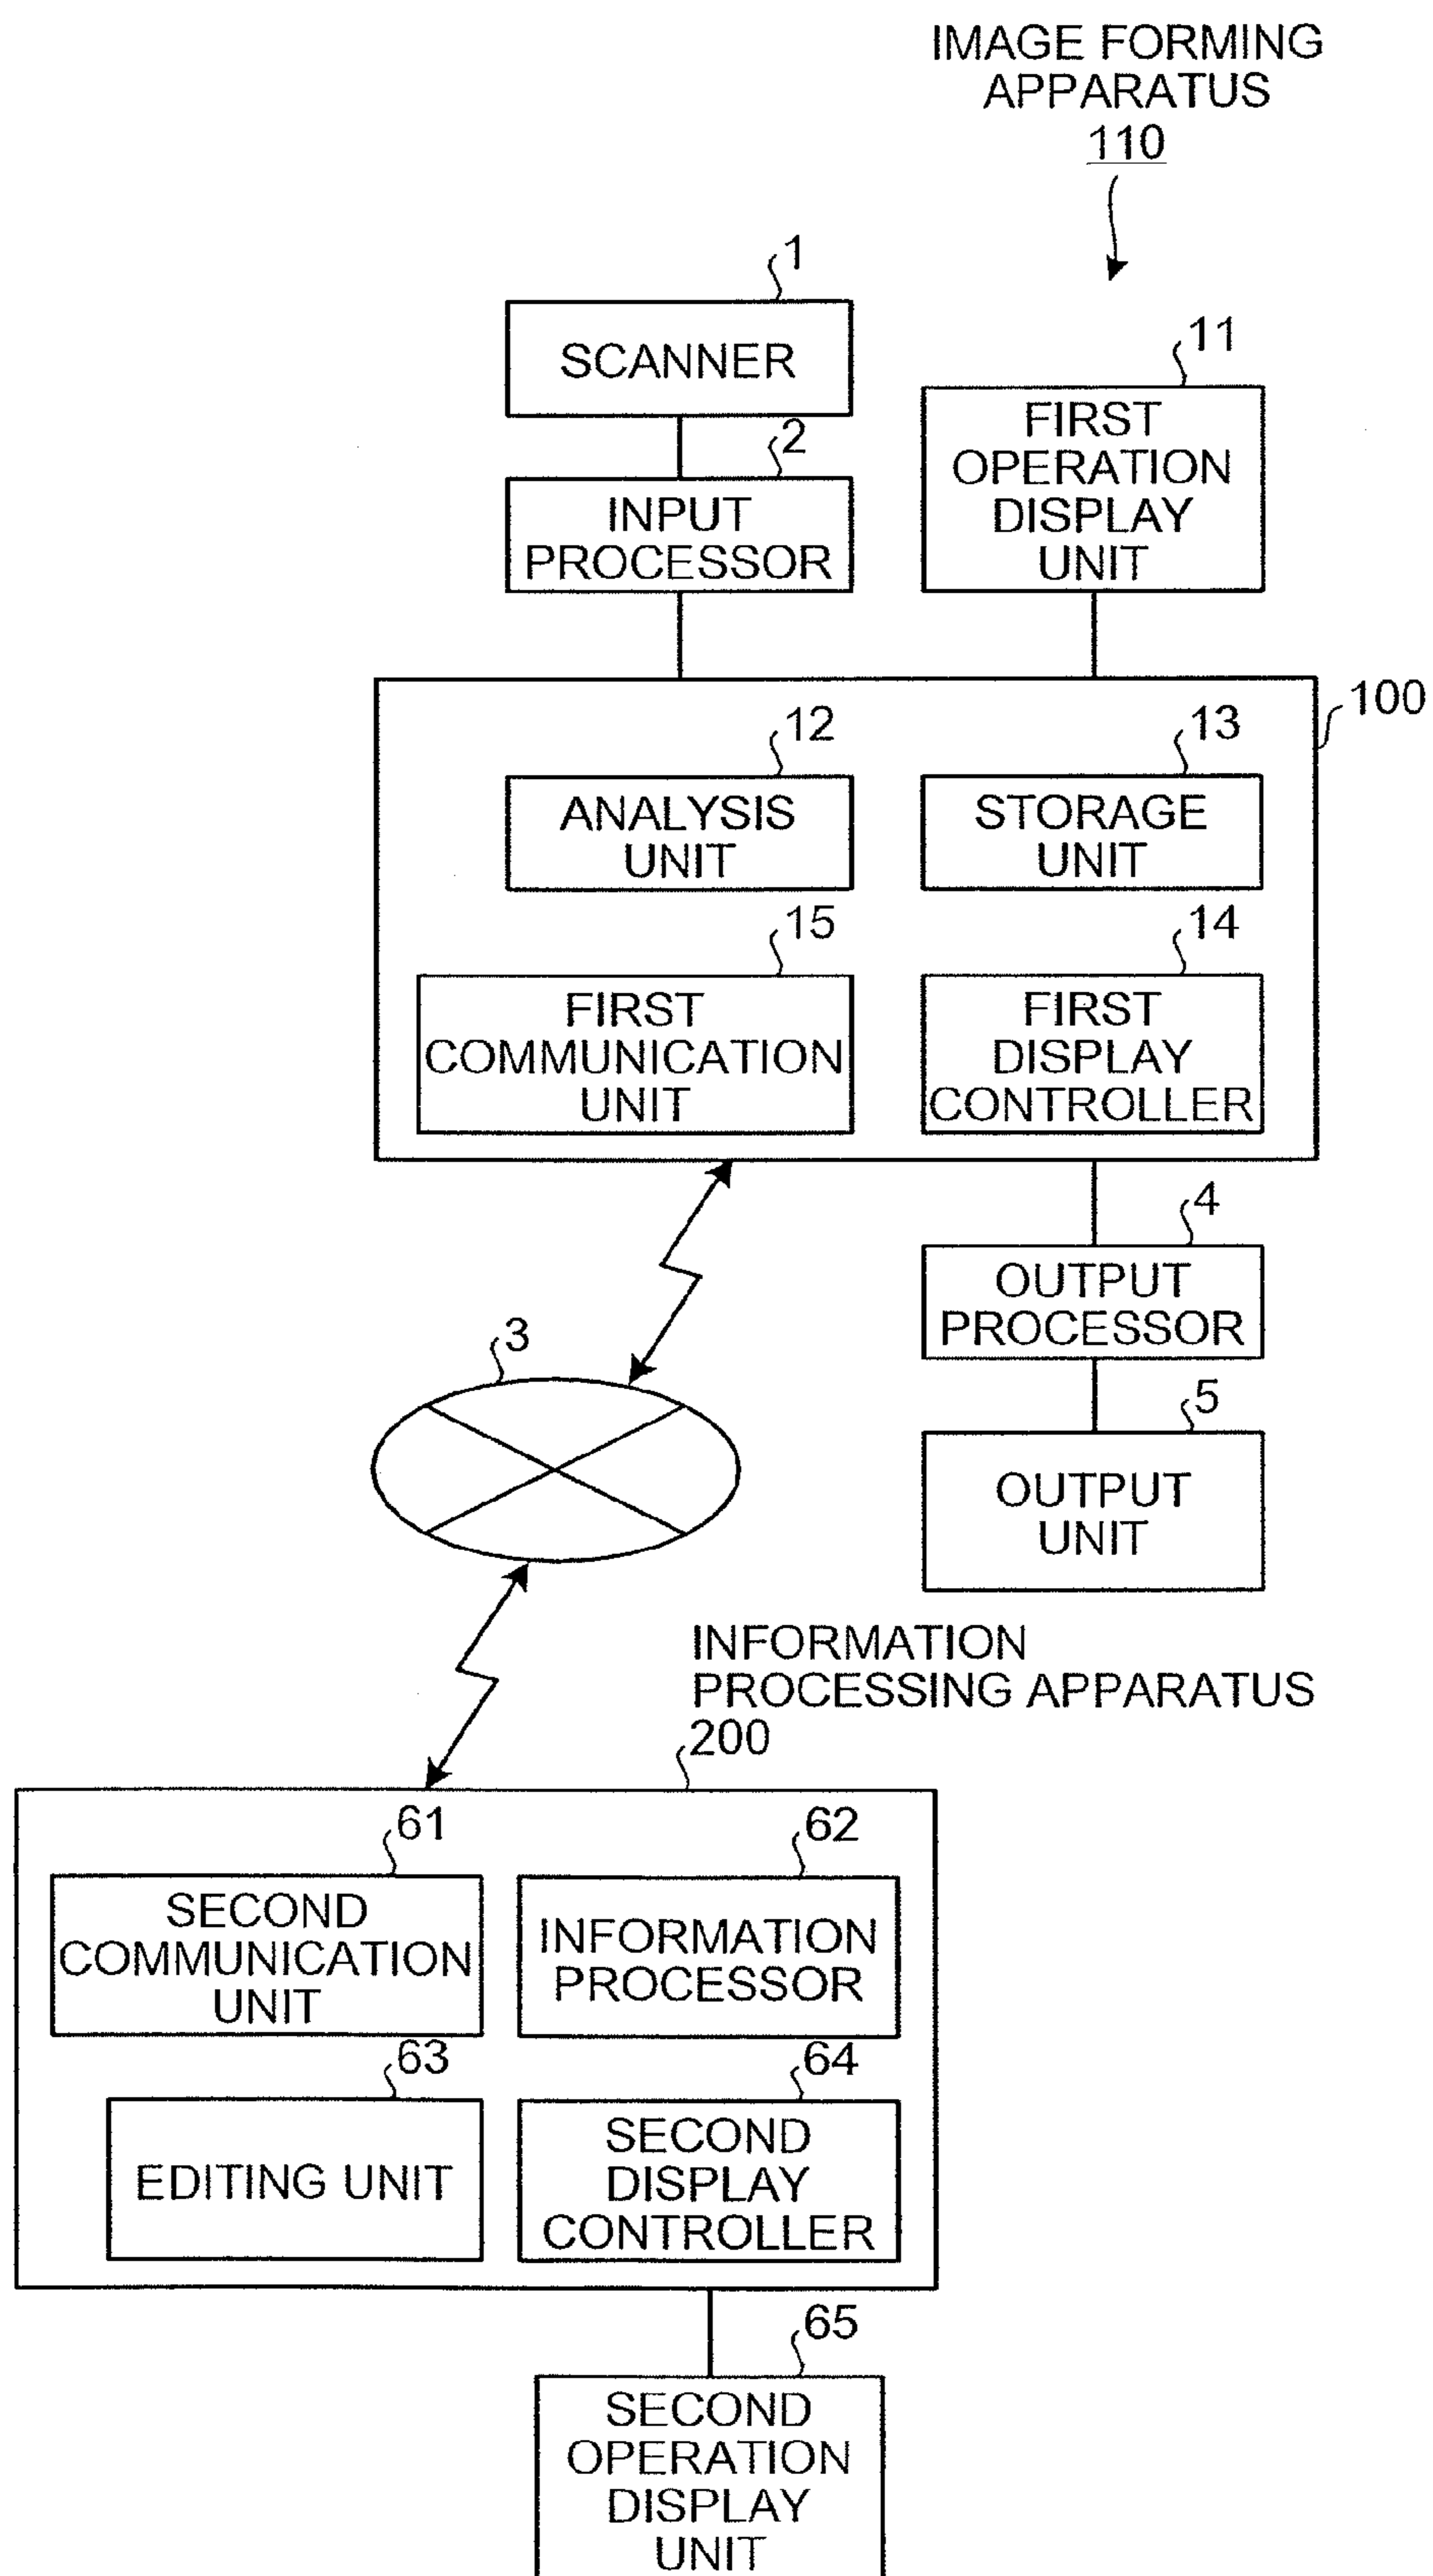 IMAGE FORMING
APPARATUS
110
1
SCANNER
11
FIRST
OPERATION
DISPLAY
UNIT
2
INPUT
PROCESSOR
100
12
ANALYSIS
UNIT
13
STORAGE
UNIT
15
FIRST
COMMUNICATION
UNIT
14
FIRST
DISPLAY
CONTROLLER
4
OUTPUT
PROCESSOR
3
5
OUTPUT
UNIT
INFORMATION
PROCESSING APPARATUS
200
61
SECOND
COMMUNICATION
UNIT
62
INFORMATION
PROCESSOR
63
EDITING UNIT
64
SECOND
DISPLAY
CONTROLLER
65
SECOND
OPERATION
DISPLAY
UNIT